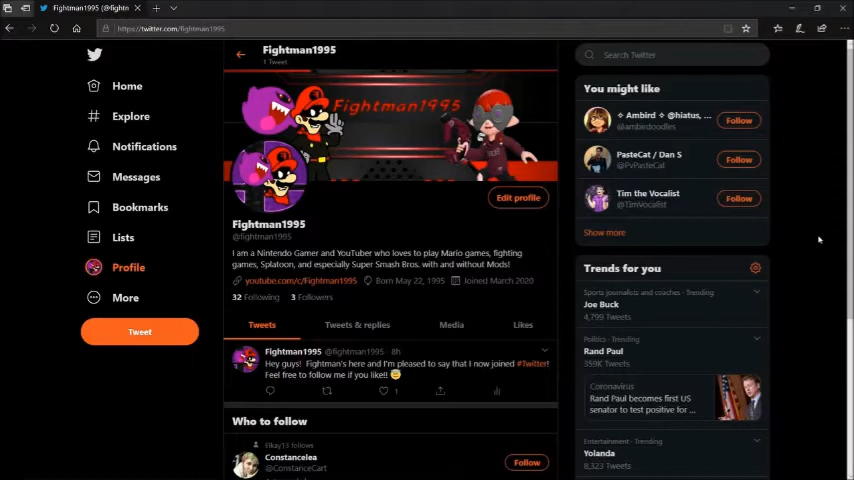 Fightman1995 (@fightn
https://twitter.com/fightman1995
Home
Explore
Notifications
Messages
Bookmarks
Lists
Profile
More
Tweet
Fightman1995
1 Tweet
Fightman1995
Edit profile
Fightman1995
@fightman1995
I am a Nintendo Gamer and YouTuber who loves to play Mario games, fighting
games, Splatoon, and especially Super Smash Bros. with and without Mods!
youtube.com/c/Fightman1995 Born May 22, 1995 Joined March 2020
32 Following 3 Followers
Tweets Tweets & replies Media Likes
Fightman1995 @fightman1995 · 8h
Hey guys! Fightman's here and I'm pleased to say that I now joined #Twitter!
Feel free to follow me if you like!!
1
Who to follow
Elkay13 follows
Constancelea
@ConstanceCart
Follow
Search Twitter
You might like
✧ Ambird ✧ @hiatus, ...
@ambirdoodles
Follow
PasteCat / Dan S
@PvPasteCat
Follow
Tim the Vocalist
@TimVocalist
Follow
Show more
Trends for you
Sports journalists and coaches · Trending
Joe Buck
4,799 Tweets
Politics · Trending
Rand Paul
359K Tweets
Coronavirus
Rand Paul becomes first US
senator to test positive for ...
Entertainment · Trending
Yolanda
8,323 Tweets